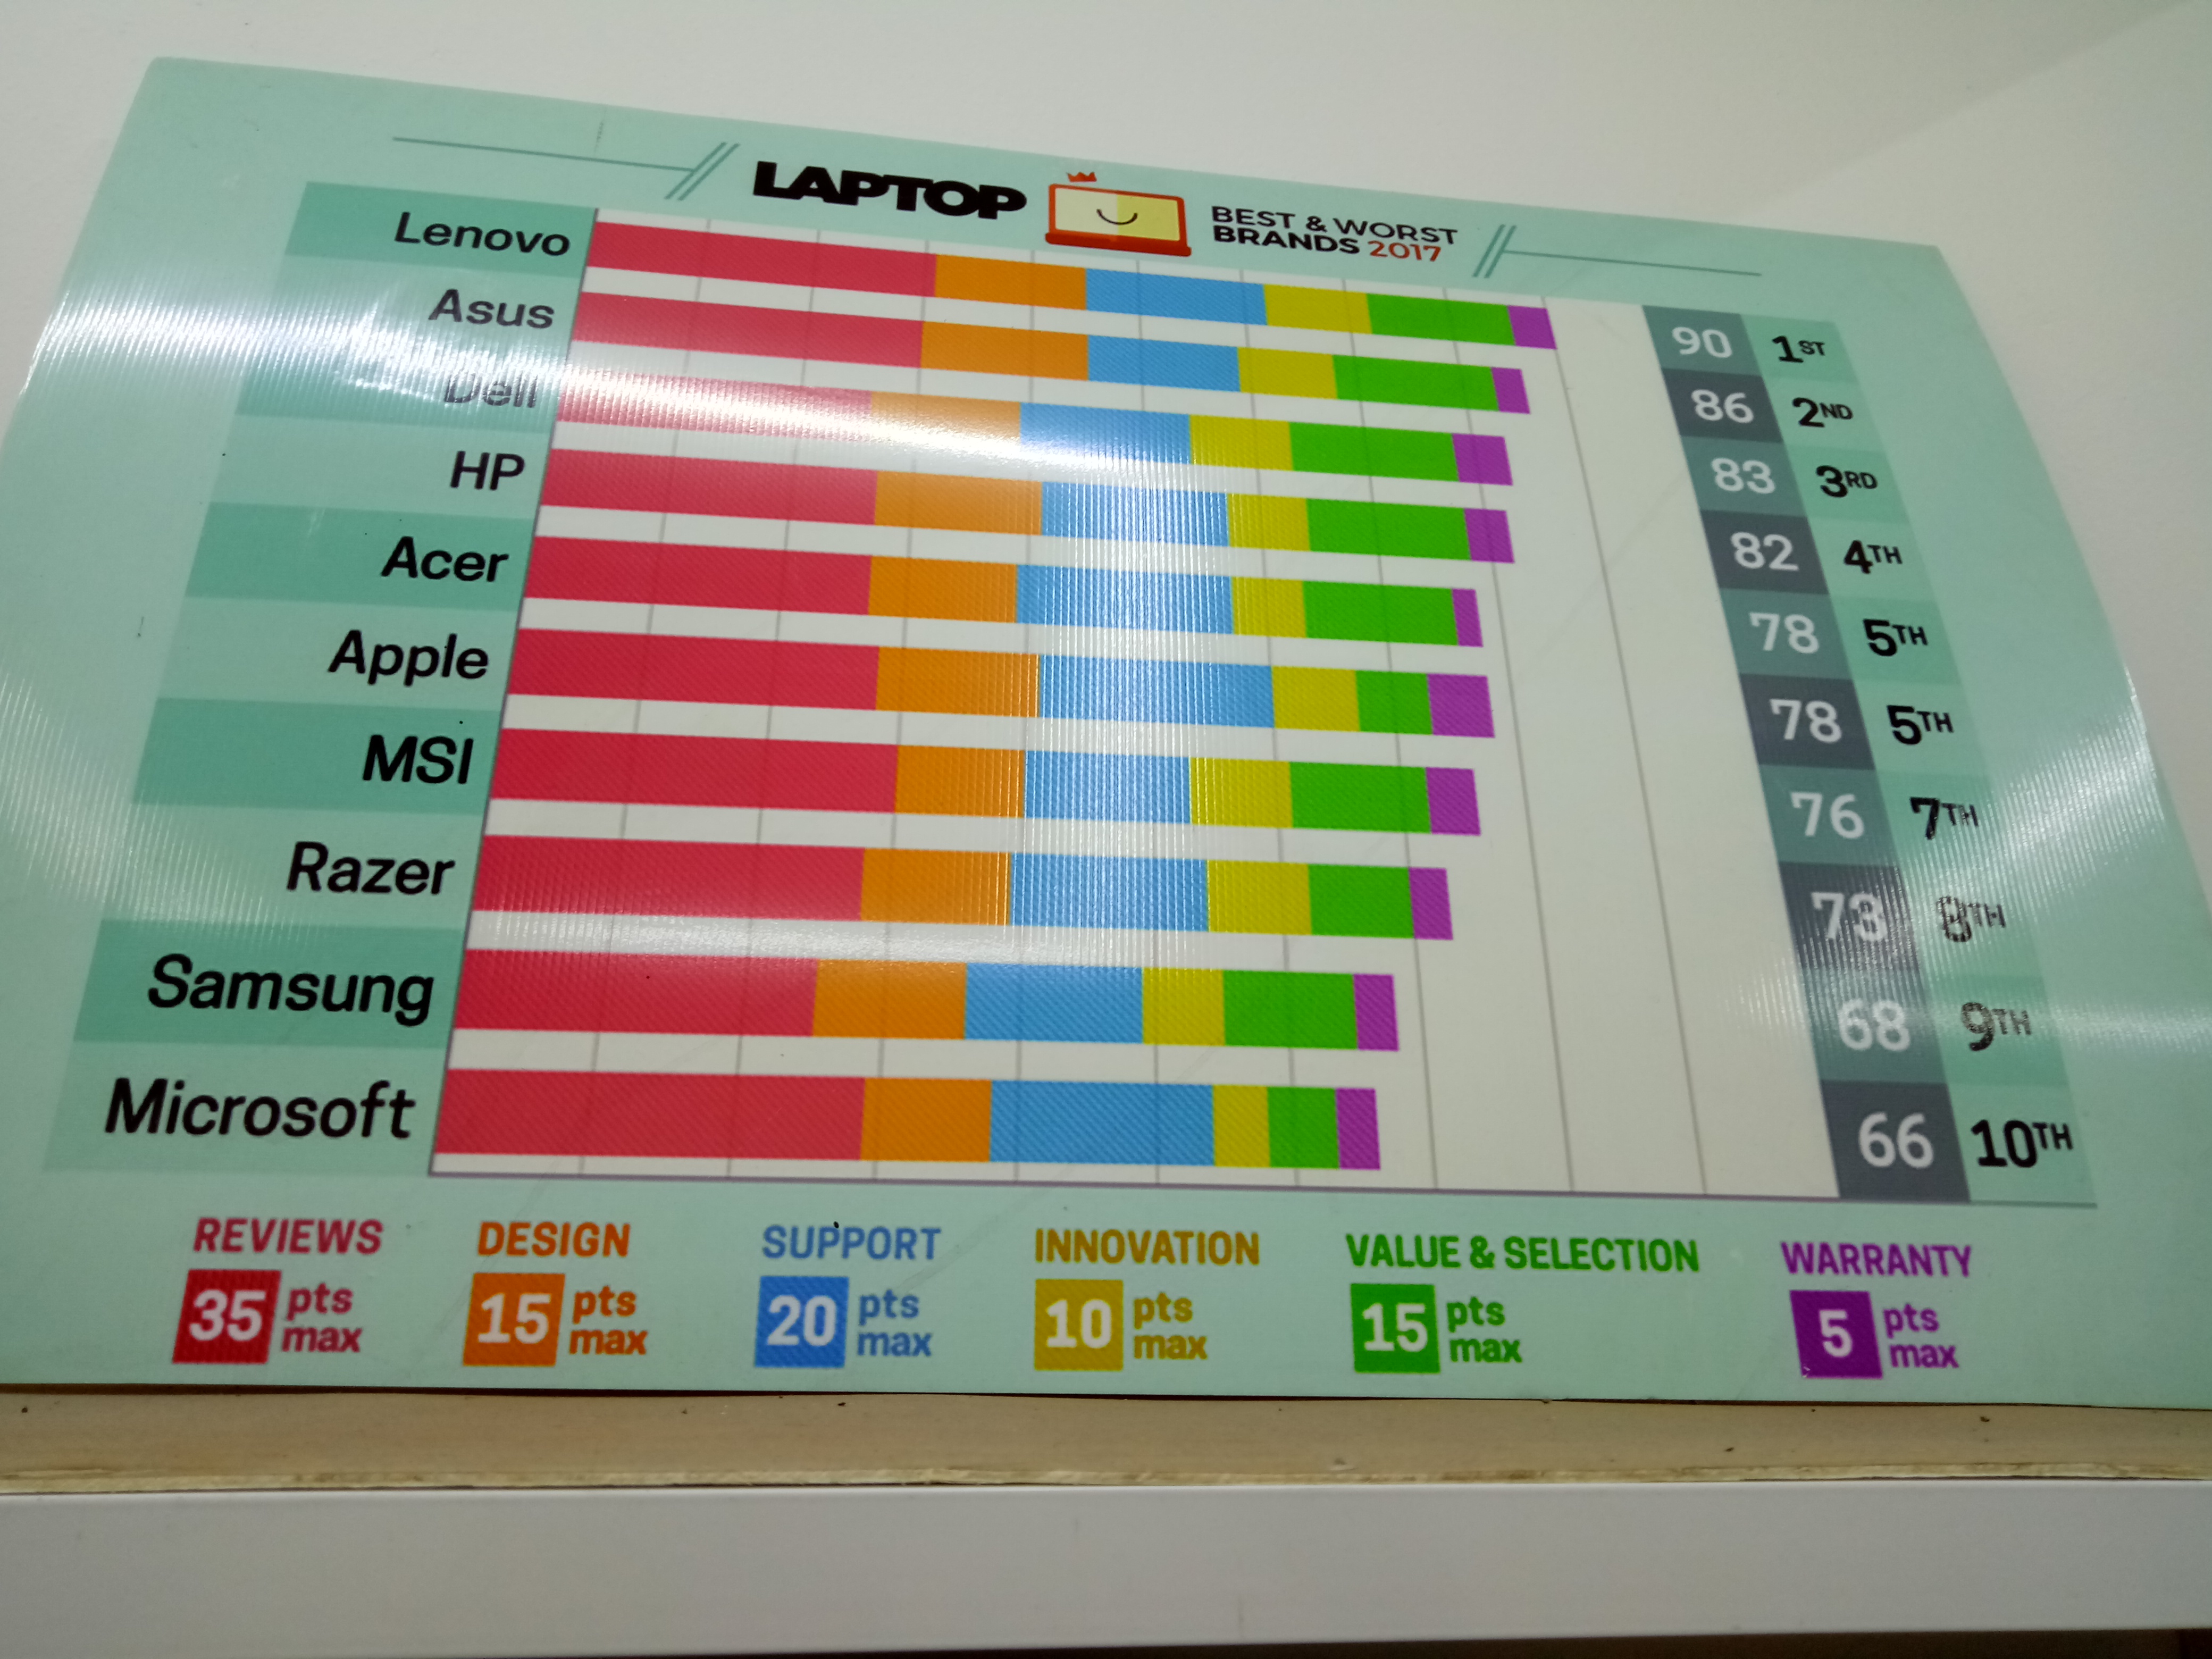 LAPTOP
BEST & WORST
BRANDS 2017
Lenovo 90 1ST
Asus 86 2ND
Dell 83 3RD
HP 82 4TH
Acer 78 5TH
Apple 78 5TH
MSI 76 7TH
Razer 73 8TH
Samsung 68 9TH
Microsoft 66 10TH
REVIEWS DESIGN SUPPORT INNOVATION VALUE & SELECTION WARRANTY
35 pts max 15 pts max 20 pts max 10 pts max 15 pts max 5 pts max